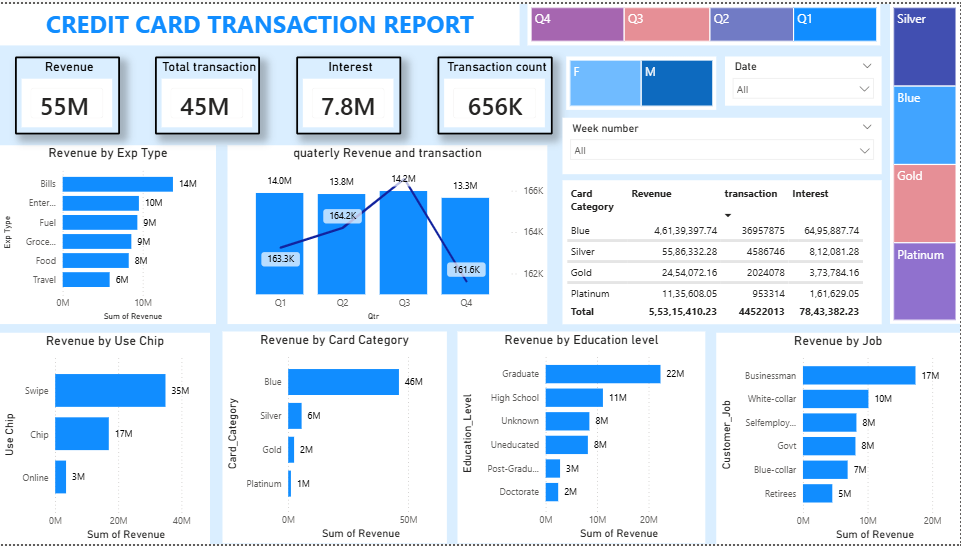 CREDIT CARD TRANSACTION REPORT
Q4 Q3 Q2 Q1
Silver
Blue
Gold
Platinum
Revenue
55M
Total transaction
45M
Interest
7.8M
Transaction count
656K
F M
Date
All
Week number
All
Revenue by Exp Type
Exp Type
Bills 14M
Enter... 10M
Fuel 9M
Groce... 9M
Food 8M
Travel 6M
0M 10M
Sum of Revenue
quaterly Revenue and transaction
14.0M 13.8M 14.2M 13.3M
166K
164K
162K
163.3K
164.2K
161.6K
Q1 Q2 Q3 Q4
Qtr
Card Category Revenue transaction Interest
Blue 4,61,39,397.74 36957875 64,95,887.74
Silver 55,86,332.28 4586746 8,12,081.28
Gold 24,54,072.16 2024078 3,73,784.16
Platinum 11,35,608.05 953314 1,61,629.05
Total 5,53,15,410.23 44522013 78,43,382.23
Revenue by Use Chip
Use Chip
Swipe 35M
Chip 17M
Online 3M
0M 20M 40M
Sum of Revenue
Revenue by Card Category
Card_Category
Blue 46M
Silver 6M
Gold 2M
Platinum 1M
0M 50M
Sum of Revenue
Revenue by Education level
Education_Level
Graduate 22M
High School 11M
Unknown 8M
Uneducated 8M
Post-Gradu... 3M
Doctorate 2M
0M 10M 20M
Sum of Revenue
Revenue by Job
Customer_Job
Businessman 17M
White-collar 10M
Selfemploy... 8M
Govt 8M
Blue-collar 7M
Retirees 5M
0M 10M 20M
Sum of Revenue